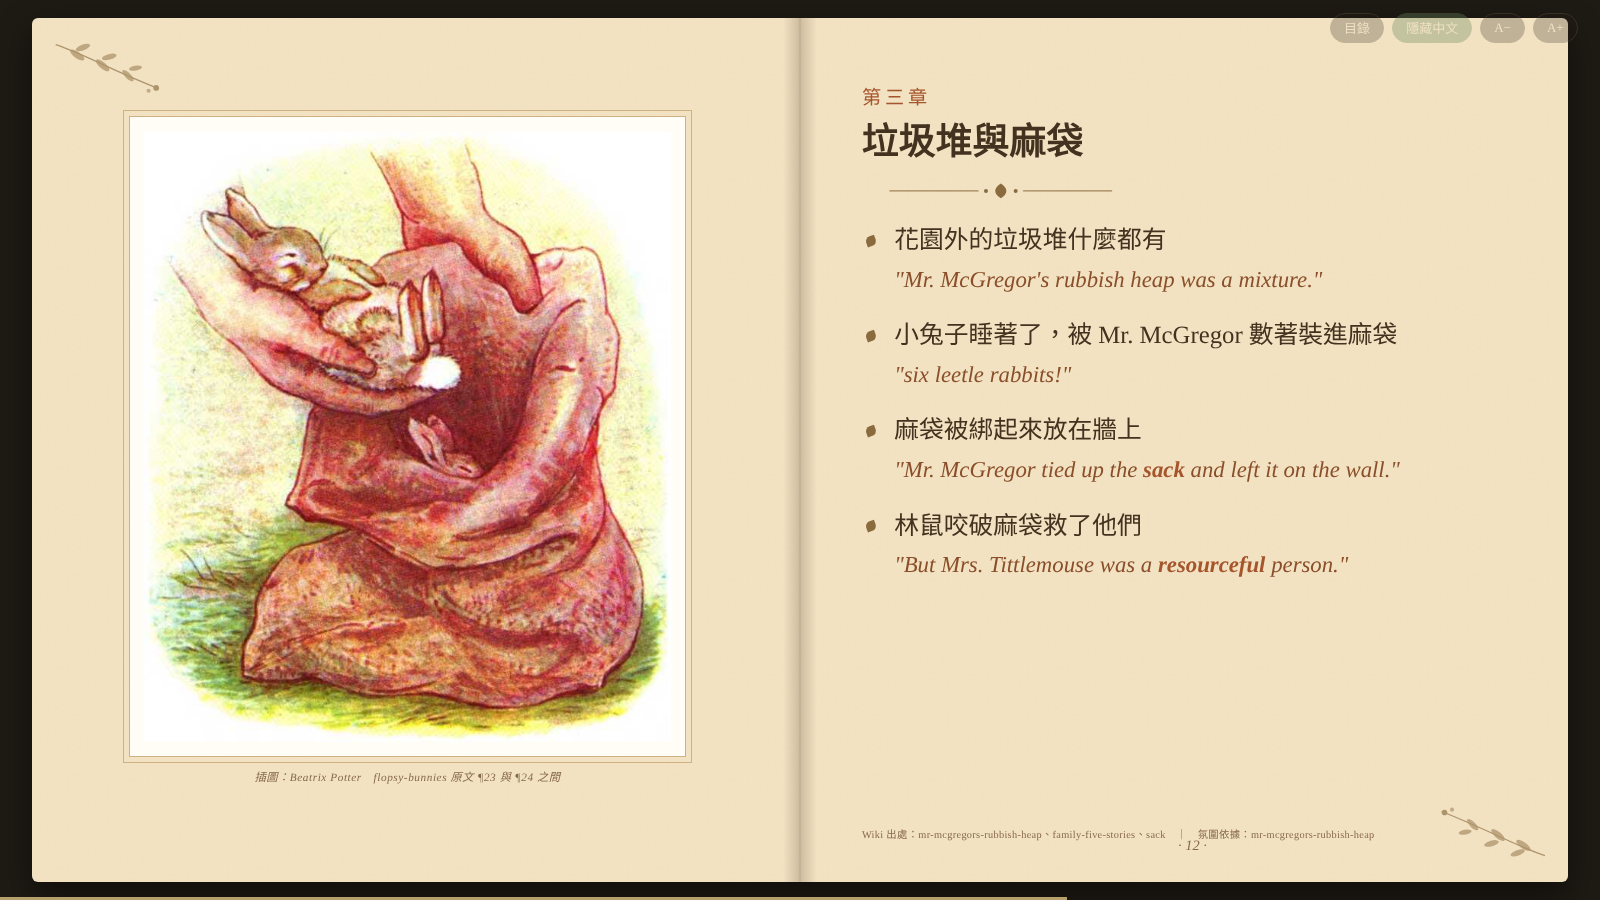 目錄
隱藏中文
A−
A+
第三章
垃圾堆與麻袋
花園外的垃圾堆什麼都有
"Mr. McGregor's rubbish heap was a mixture."
小兔子睡著了，被 Mr. McGregor 數著裝進麻袋
"six leetle rabbits!"
麻袋被綁起來放在牆上
"Mr. McGregor tied up the sack and left it on the wall."
林鼠咬破麻袋救了他們
"But Mrs. Tittlemouse was a resourceful person."
插圖：Beatrix Potter flopsy-bunnies 原文 ¶23 與 ¶24 之間
Wiki 出處：mr-mcgregors-rubbish-heap、family-five-stories、sack ｜ 氛圍依據：mr-mcgregors-rubbish-heap
· 12 ·